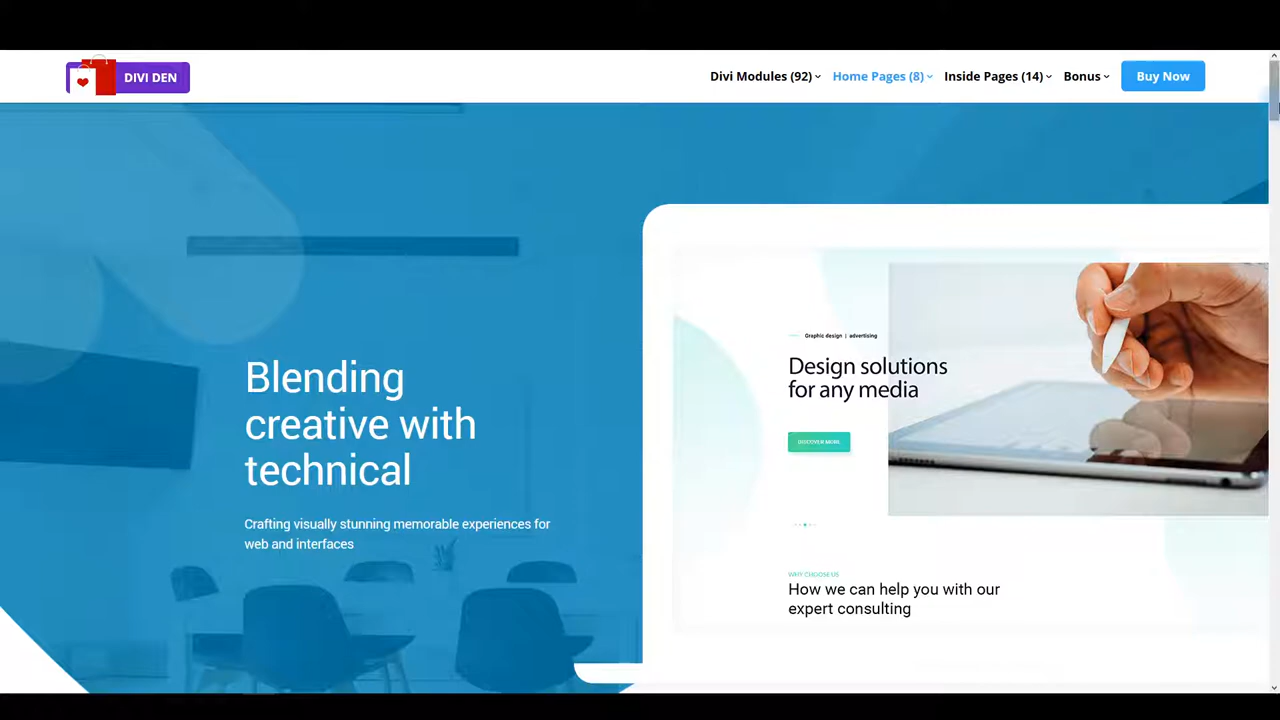 DIVI DEN
Divi Modules (92)
Home Pages (8)
Inside Pages (14)
Bonus
Buy Now
Blending
creative with
technical
Crafting visually stunning memorable experiences for
web and interfaces
Graphic design | advertising
Design solutions
for any media
DISCOVER MORE
WHY CHOOSE US
How we can help you with our
expert consulting